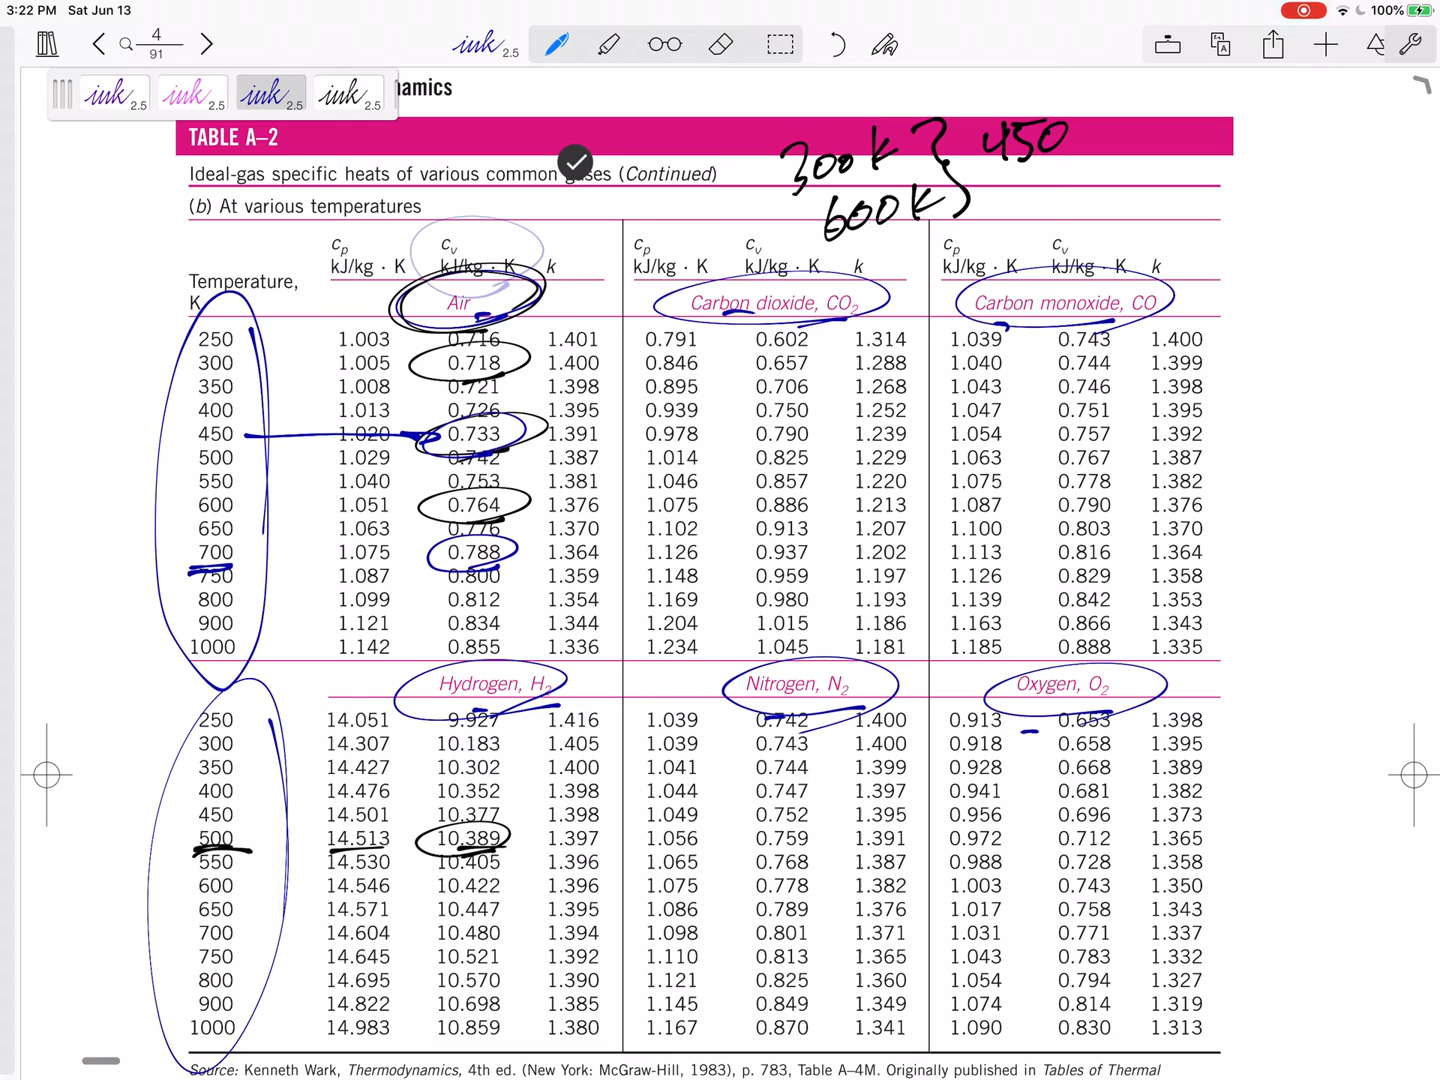 3:22 PM Sat Jun 13
100%
4
91
ink 2.5
ink 2.5 ink 2.5 ink 2.5 ink 2.5
namics
TABLE A–2
300 K } 450
600 K
Ideal-gas specific heats of various common gases (Continued)
(b) At various temperatures
cp cv cp cv cp cv
kJ/kg · K kJ/kg · K k kJ/kg · K kJ/kg · K k kJ/kg · K kJ/kg · K k
Temperature,
K Air Carbon dioxide, CO2 Carbon monoxide, CO
250 1.003 0.716 1.401 0.791 0.602 1.314 1.039 0.743 1.400
300 1.005 0.718 1.400 0.846 0.657 1.288 1.040 0.744 1.399
350 1.008 0.721 1.398 0.895 0.706 1.268 1.043 0.746 1.398
400 1.013 0.726 1.395 0.939 0.750 1.252 1.047 0.751 1.395
450 1.020 0.733 1.391 0.978 0.790 1.239 1.054 0.757 1.392
500 1.029 0.742 1.387 1.014 0.825 1.229 1.063 0.767 1.387
550 1.040 0.753 1.381 1.046 0.857 1.220 1.075 0.778 1.382
600 1.051 0.764 1.376 1.075 0.886 1.213 1.087 0.790 1.376
650 1.063 0.776 1.370 1.102 0.913 1.207 1.100 0.803 1.370
700 1.075 0.788 1.364 1.126 0.937 1.202 1.113 0.816 1.364
750 1.087 0.800 1.359 1.148 0.959 1.197 1.126 0.829 1.358
800 1.099 0.812 1.354 1.169 0.980 1.193 1.139 0.842 1.353
900 1.121 0.834 1.344 1.204 1.015 1.186 1.163 0.866 1.343
1000 1.142 0.855 1.336 1.234 1.045 1.181 1.185 0.888 1.335
Hydrogen, H2 Nitrogen, N2 Oxygen, O2
250 14.051 9.927 1.416 1.039 0.742 1.400 0.913 0.653 1.398
300 14.307 10.183 1.405 1.039 0.743 1.400 0.918 0.658 1.395
350 14.427 10.302 1.400 1.041 0.744 1.399 0.928 0.668 1.389
400 14.476 10.352 1.398 1.044 0.747 1.397 0.941 0.681 1.382
450 14.501 10.377 1.398 1.049 0.752 1.395 0.956 0.696 1.373
500 14.513 10.389 1.397 1.056 0.759 1.391 0.972 0.712 1.365
550 14.530 10.405 1.396 1.065 0.768 1.387 0.988 0.728 1.358
600 14.546 10.422 1.396 1.075 0.778 1.382 1.003 0.743 1.350
650 14.571 10.447 1.395 1.086 0.789 1.376 1.017 0.758 1.343
700 14.604 10.480 1.394 1.098 0.801 1.371 1.031 0.771 1.337
750 14.645 10.521 1.392 1.110 0.813 1.365 1.043 0.783 1.332
800 14.695 10.570 1.390 1.121 0.825 1.360 1.054 0.794 1.327
900 14.822 10.698 1.385 1.145 0.849 1.349 1.074 0.814 1.319
1000 14.983 10.859 1.380 1.167 0.870 1.341 1.090 0.830 1.313
Source: Kenneth Wark, Thermodynamics, 4th ed. (New York: McGraw-Hill, 1983), p. 783, Table A–4M. Originally published in Tables of Thermal